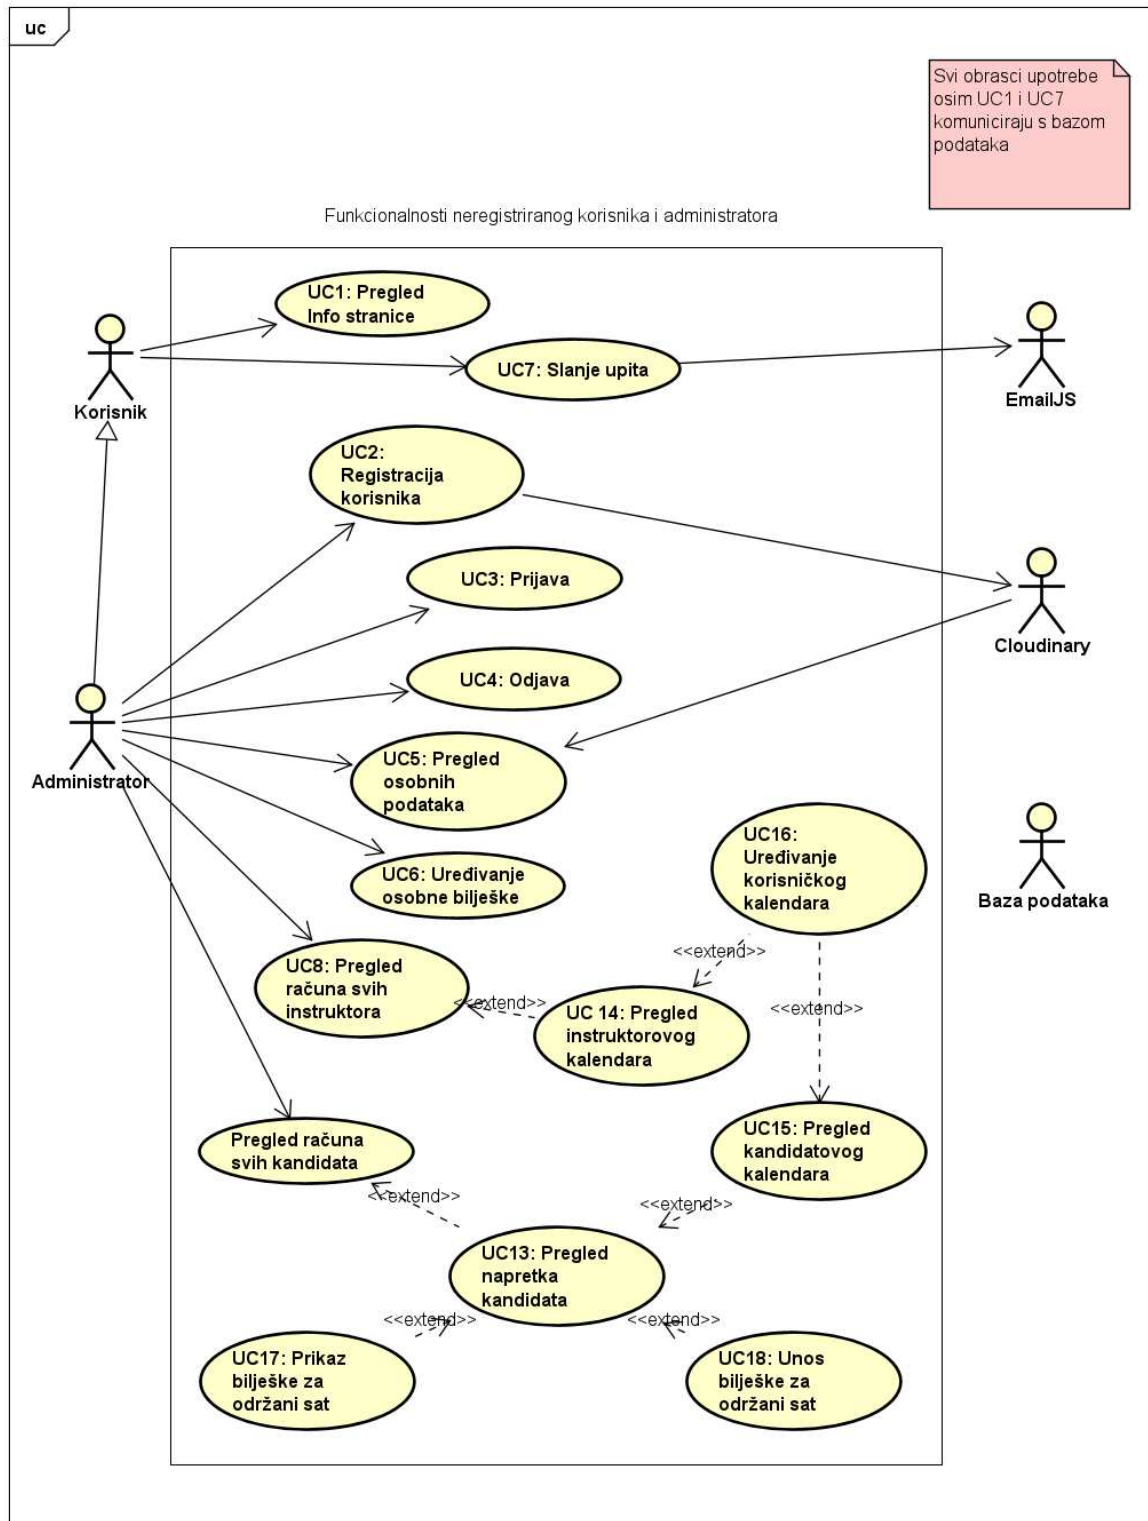 uc
Svi obrasci upotrebe
osim UC1 i UC7
komuniciraju s bazom
podataka
Funkcionalnosti neregistriranog korisnika i administratora
UC1: Pregled
Info stranice
Korisnik
UC7: Slanje upita
EmailJS
UC2:
Registracija
korisnika
UC3: Prijava
Cloudinary
UC4: Odjava
Administrator
UC5: Pregled
osobnih
podataka
UC6: Uređivanje
osobne bilješke
UC16:
Uređivanje
korisničkog
kalendara
Baza podataka
<<extend>>
UC8: Pregled
računa svih
instruktora
<<extend>>
UC 14: Pregled
instruktorovog
kalendara
<<extend>>
Pregled računa
svih kandidata
UC15: Pregled
kandidatovog
kalendara
<<extend>>
<<extend>>
UC13: Pregled
napretka
kandidata
<<extend>>
<<extend>>
UC17: Prikaz
bilješke za
održani sat
UC18: Unos
bilješke za
održani sat